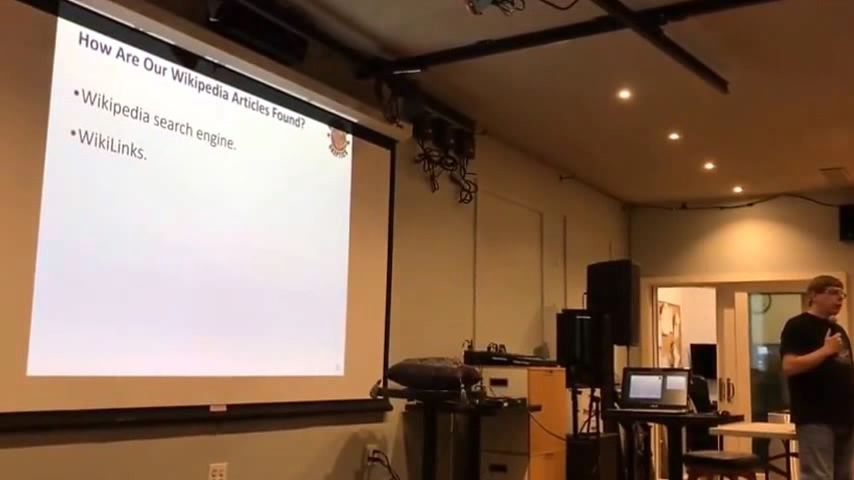 How Are Our Wikipedia Articles Found?
•Wikipedia search engine.
•WikiLinks.